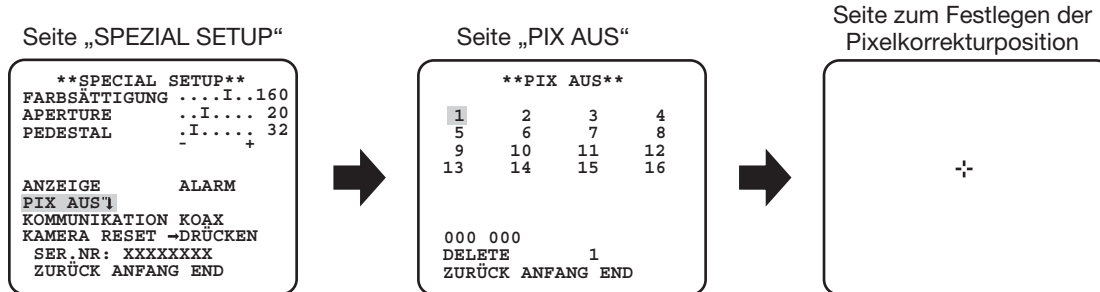 Seite „SPEZIAL SETUP“
**SPECIAL SETUP**
FARBSÄTTIGUNG ....I..160
APERTURE ..I.... 20
PEDESTAL .I..... 32
- +
ANZEIGE ALARM
PIX AUS"↓
KOMMUNIKATION KOAX
KAMERA RESET →DRÜCKEN
SER.NR: XXXXXXXX
ZURÜCK ANFANG END
Seite „PIX AUS“
**PIX AUS**
1 2 3 4
5 6 7 8
9 10 11 12
13 14 15 16
000 000
DELETE 1
ZURÜCK ANFANG END
Seite zum Festlegen der
Pixelkorrekturposition